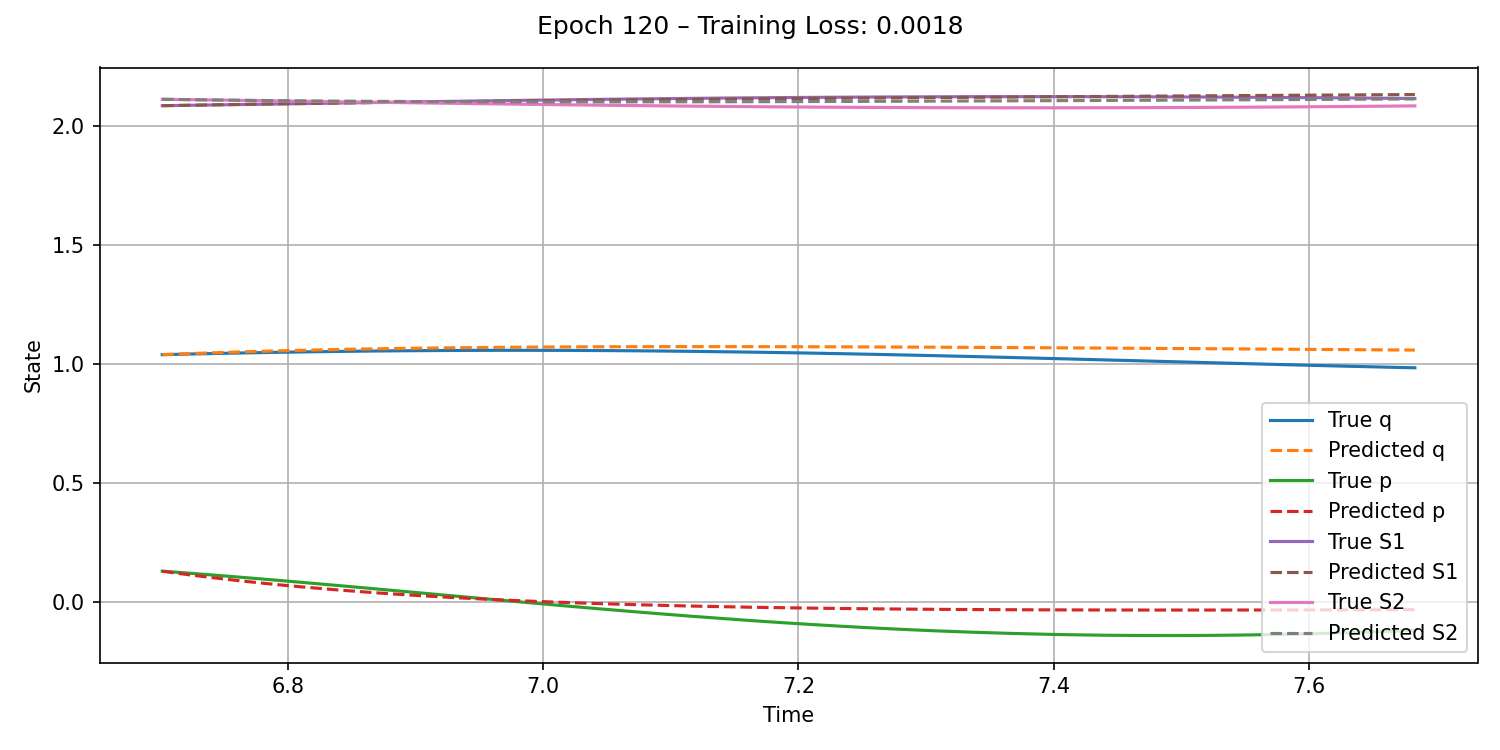 Epoch 120 – Training Loss: 0.0018
2.0
1.5
1.0
0.5
0.0
State
6.8
7.0
7.2
7.4
7.6
Time
True q
Predicted q
True p
Predicted p
True S1
Predicted S1
True S2
Predicted S2